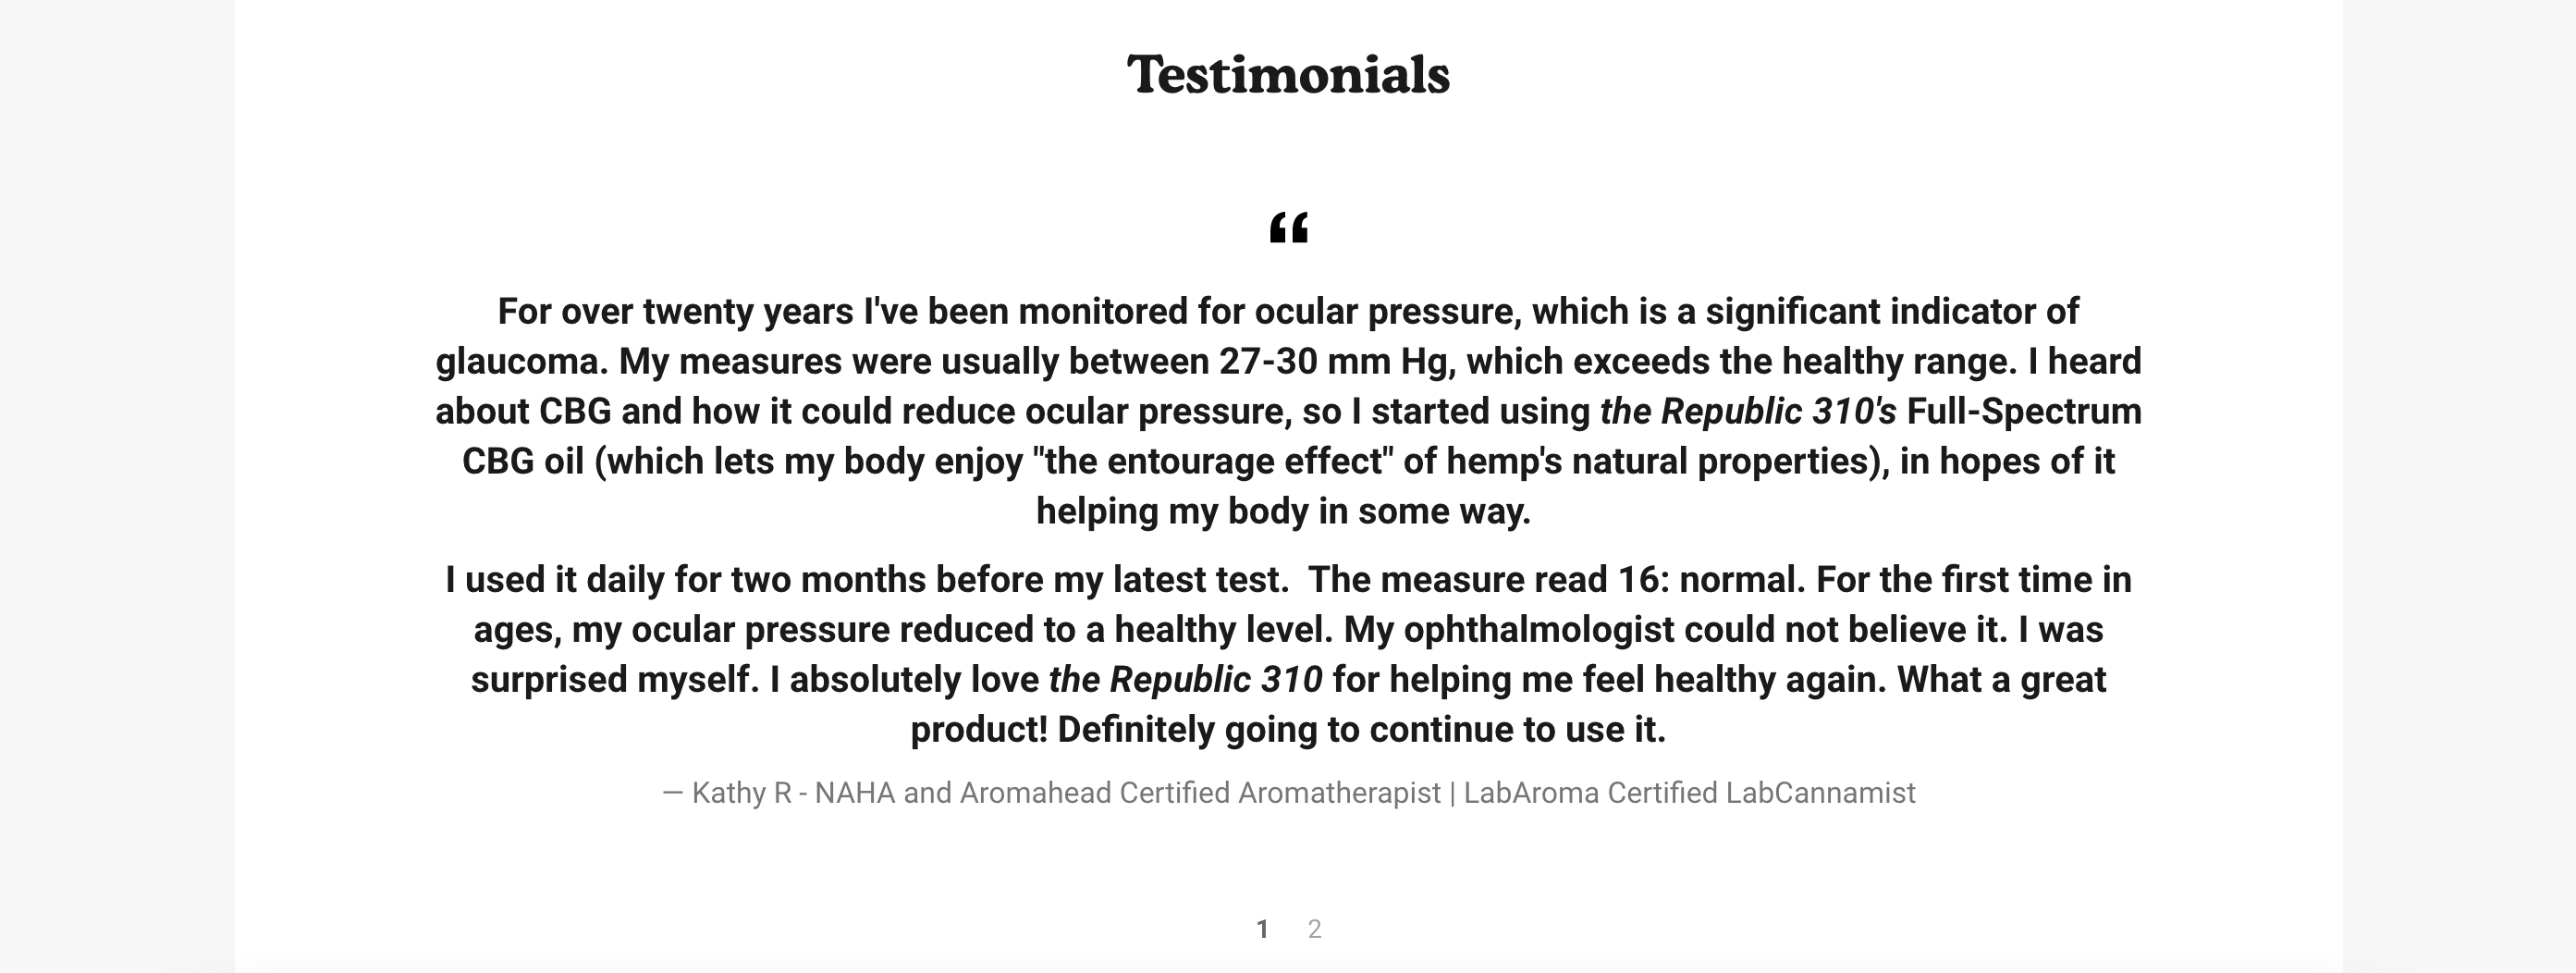 Testimonials
“
For over twenty years I've been monitored for ocular pressure, which is a significant indicator of
glaucoma. My measures were usually between 27-30 mm Hg, which exceeds the healthy range. I heard
about CBG and how it could reduce ocular pressure, so I started using the Republic 310's Full-Spectrum
CBG oil (which lets my body enjoy "the entourage effect" of hemp's natural properties), in hopes of it
helping my body in some way.
I used it daily for two months before my latest test.  The measure read 16: normal. For the first time in
ages, my ocular pressure reduced to a healthy level. My ophthalmologist could not believe it. I was
surprised myself. I absolutely love the Republic 310 for helping me feel healthy again. What a great
product! Definitely going to continue to use it.
— Kathy R - NAHA and Aromahead Certified Aromatherapist | LabAroma Certified LabCannamist
1 2